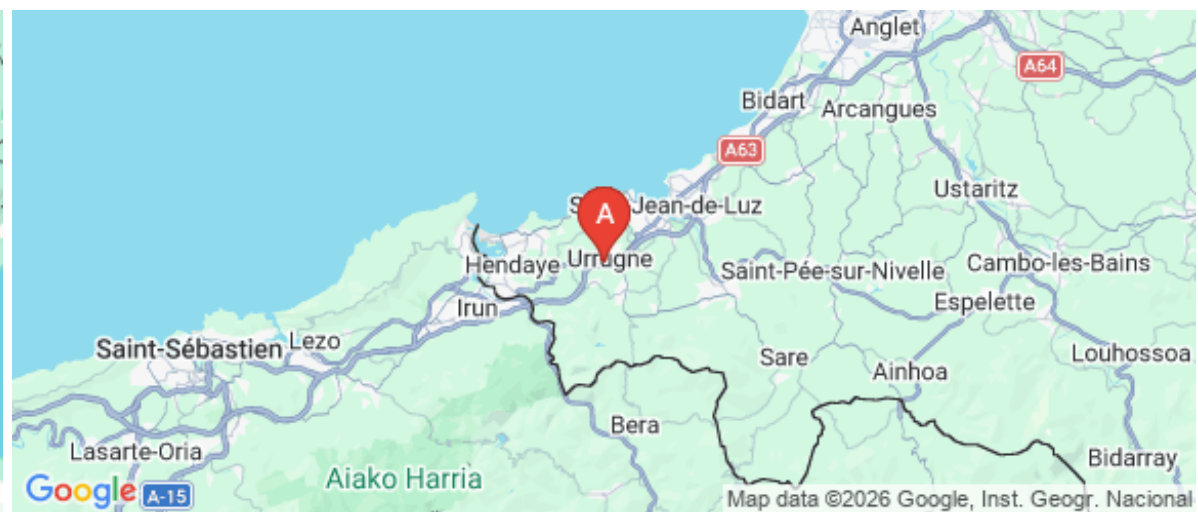 Anglet
A64
Bidart
Arcangues
A63
Ustaritz
A
Jean-de-Luz
Hendaye
Urrugne
Saint-Pée-sur-Nivelle
Cambo-les-Bains
Irun
Espelette
Saint-Sébastien
Lezo
Sare
Louhossoa
Ainhoa
Bera
Lasarte-Oria
Bidarray
Aiako Harria
Google
A-15
Map data ©2026 Google, Inst. Geogr. Nacional